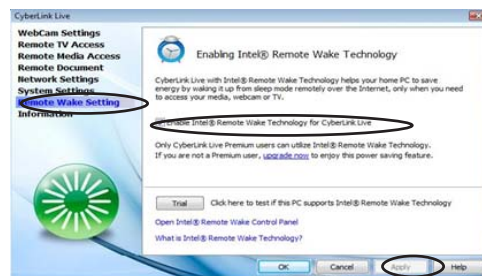 CyberLink Live
WebCam Settings
Remote TV Access
Remote Media Access
Remote Document
Network Settings
System Settings
Remote Wake Setting
Information
Enabling Intel® Remote Wake Technology
CyberLink Live with Intel® Remote Wake Technology helps your home PC to save
energy by waking it up from sleep mode remotely over the Internet, only when you need
to access your media, webcam or TV.
Enable Intel® Remote Wake Technology for CyberLink Live
Only CyberLink Live Premium users can utilize Intel® Remote Wake Technology.
If you are not a Premium user, upgrade now to enjoy this power saving feature.
Trial Click here to test if this PC supports Intel® Remote Wake Technology
Open Intel® Remote Wake Control Panel
What is Intel® Remote Wake Technology?
OK Cancel Apply Help